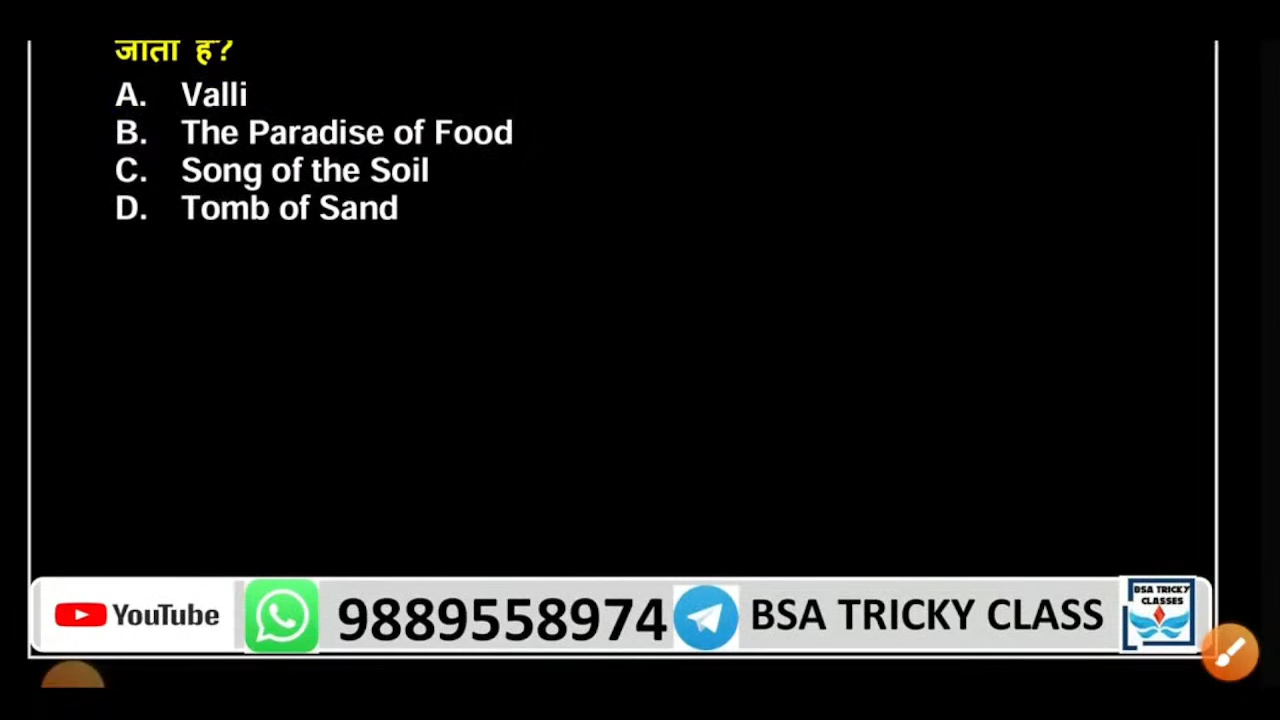 जाता है?
A. Valli
B. The Paradise of Food
C. Song of the Soil
D. Tomb of Sand
YouTube 9889558974 BSA TRICKY CLASS
BSA TRICKY
CLASSES